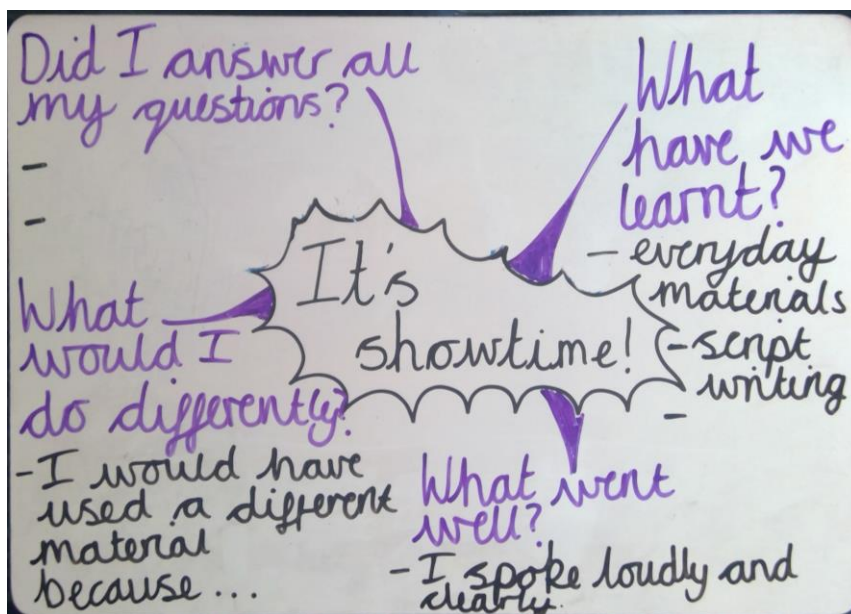 Did I answer all
my questions?
-
-
What
have we
learnt?
- everyday
materials
- script
writing
-
It's
showtime!
What
would I
do differently?
- I would have
used a different
material
because...
What went
well?
- I spoke loudly and
clearly.